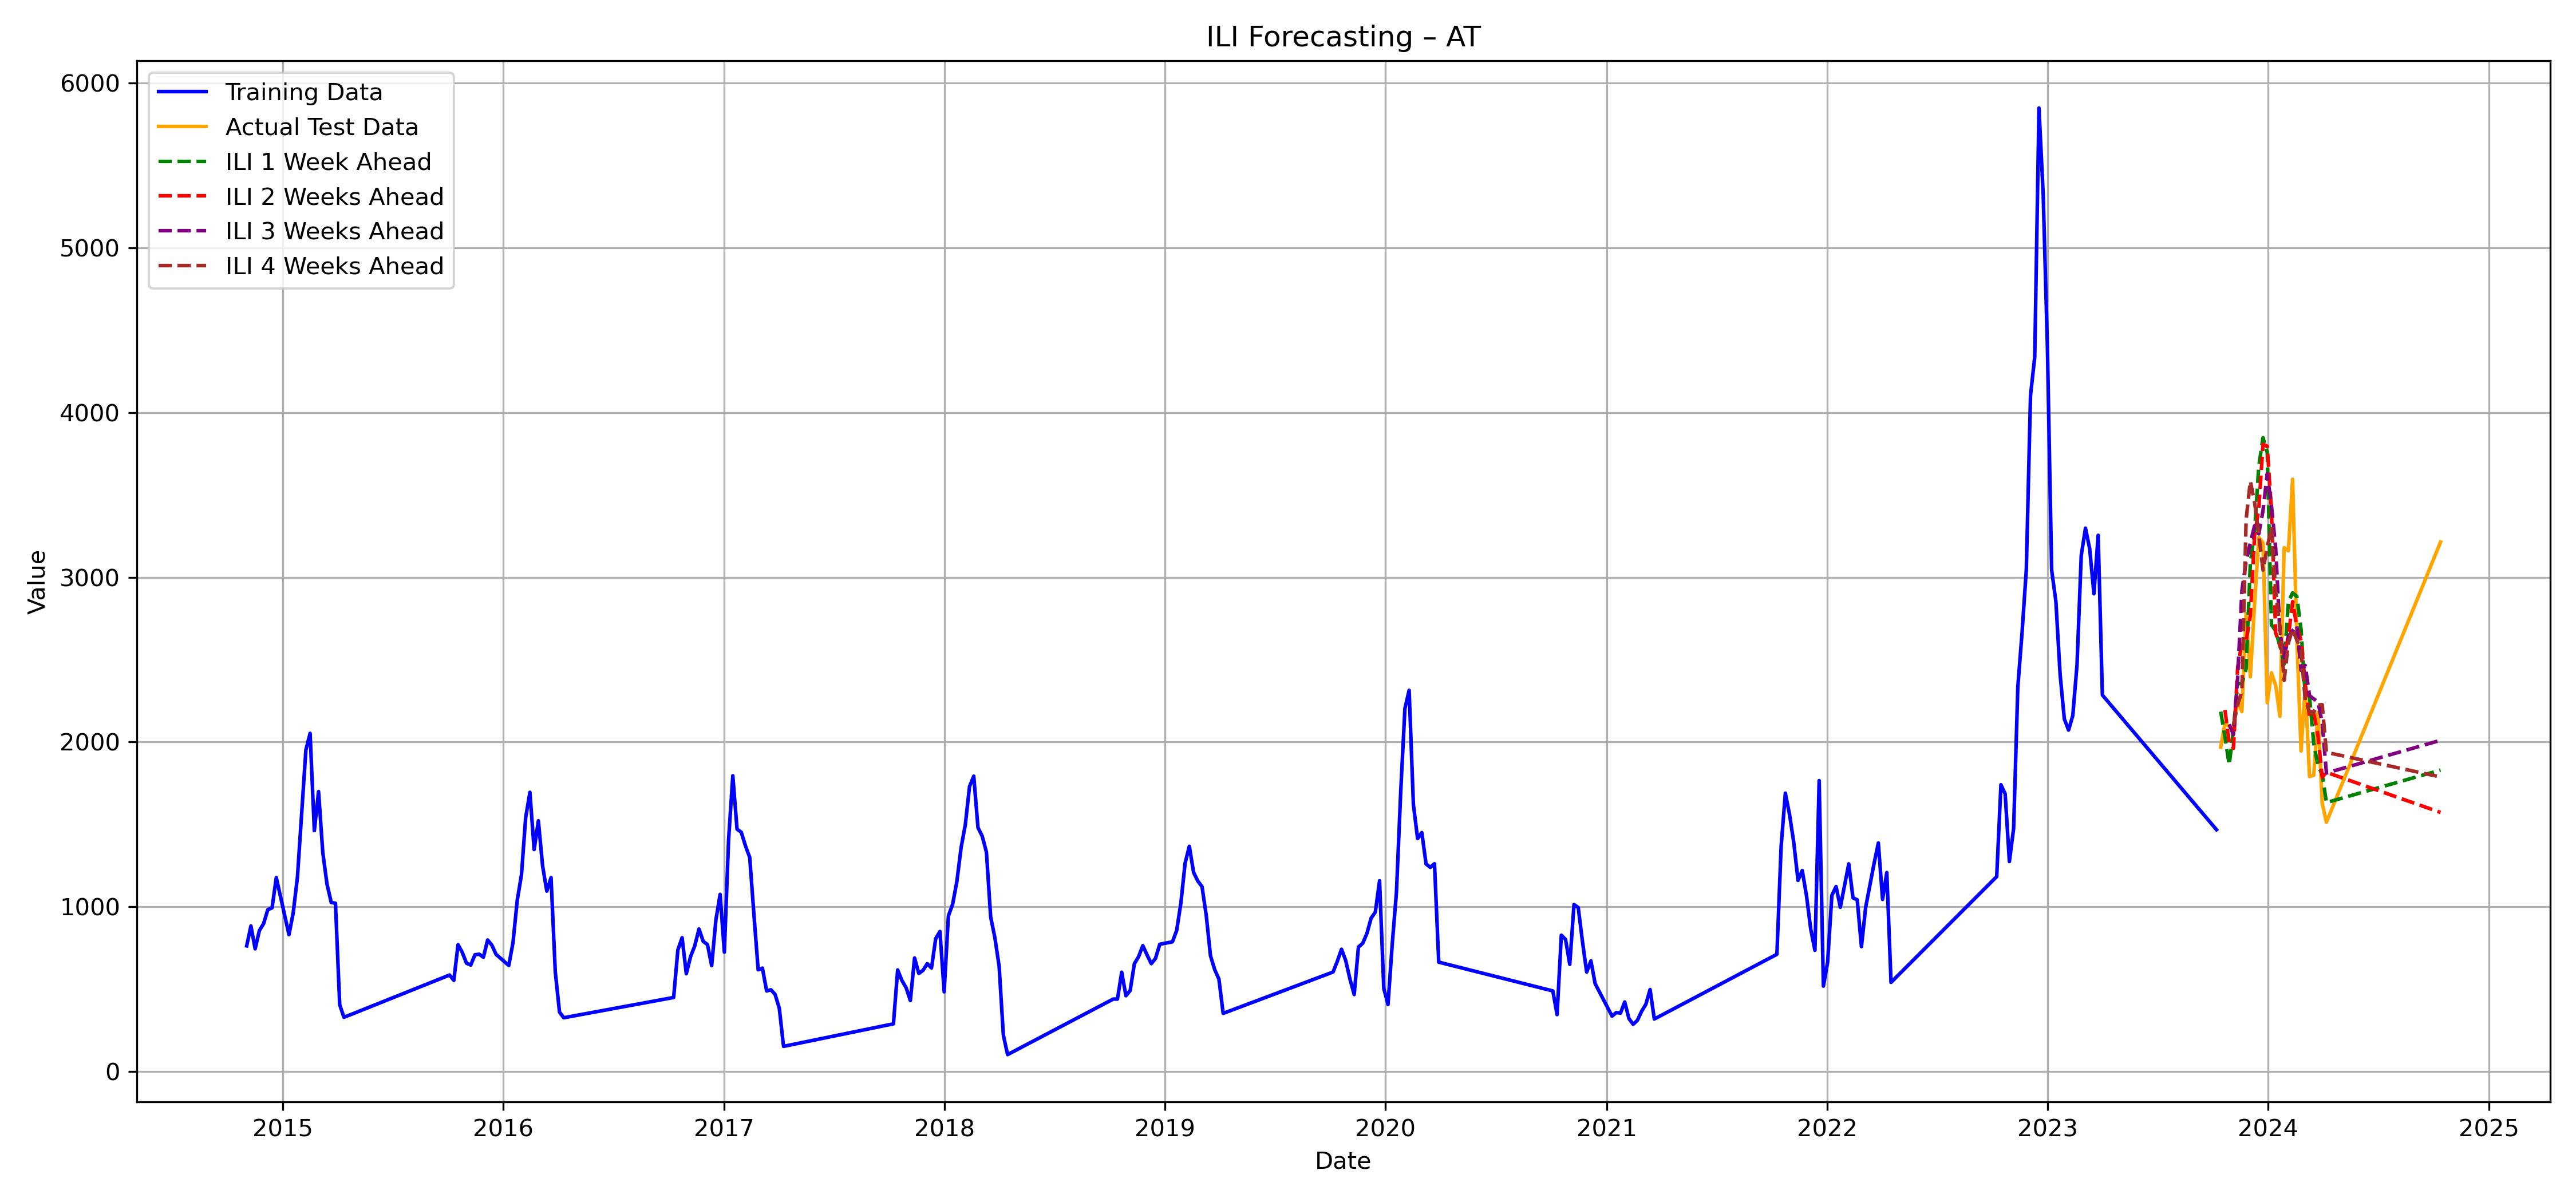 ILI Forecasting – AT
Training Data
Actual Test Data
ILI 1 Week Ahead
ILI 2 Weeks Ahead
ILI 3 Weeks Ahead
ILI 4 Weeks Ahead
6000
5000
4000
3000
2000
1000
0
Value
2015 2016 2017 2018 2019 2020 2021 2022 2023 2024 2025
Date